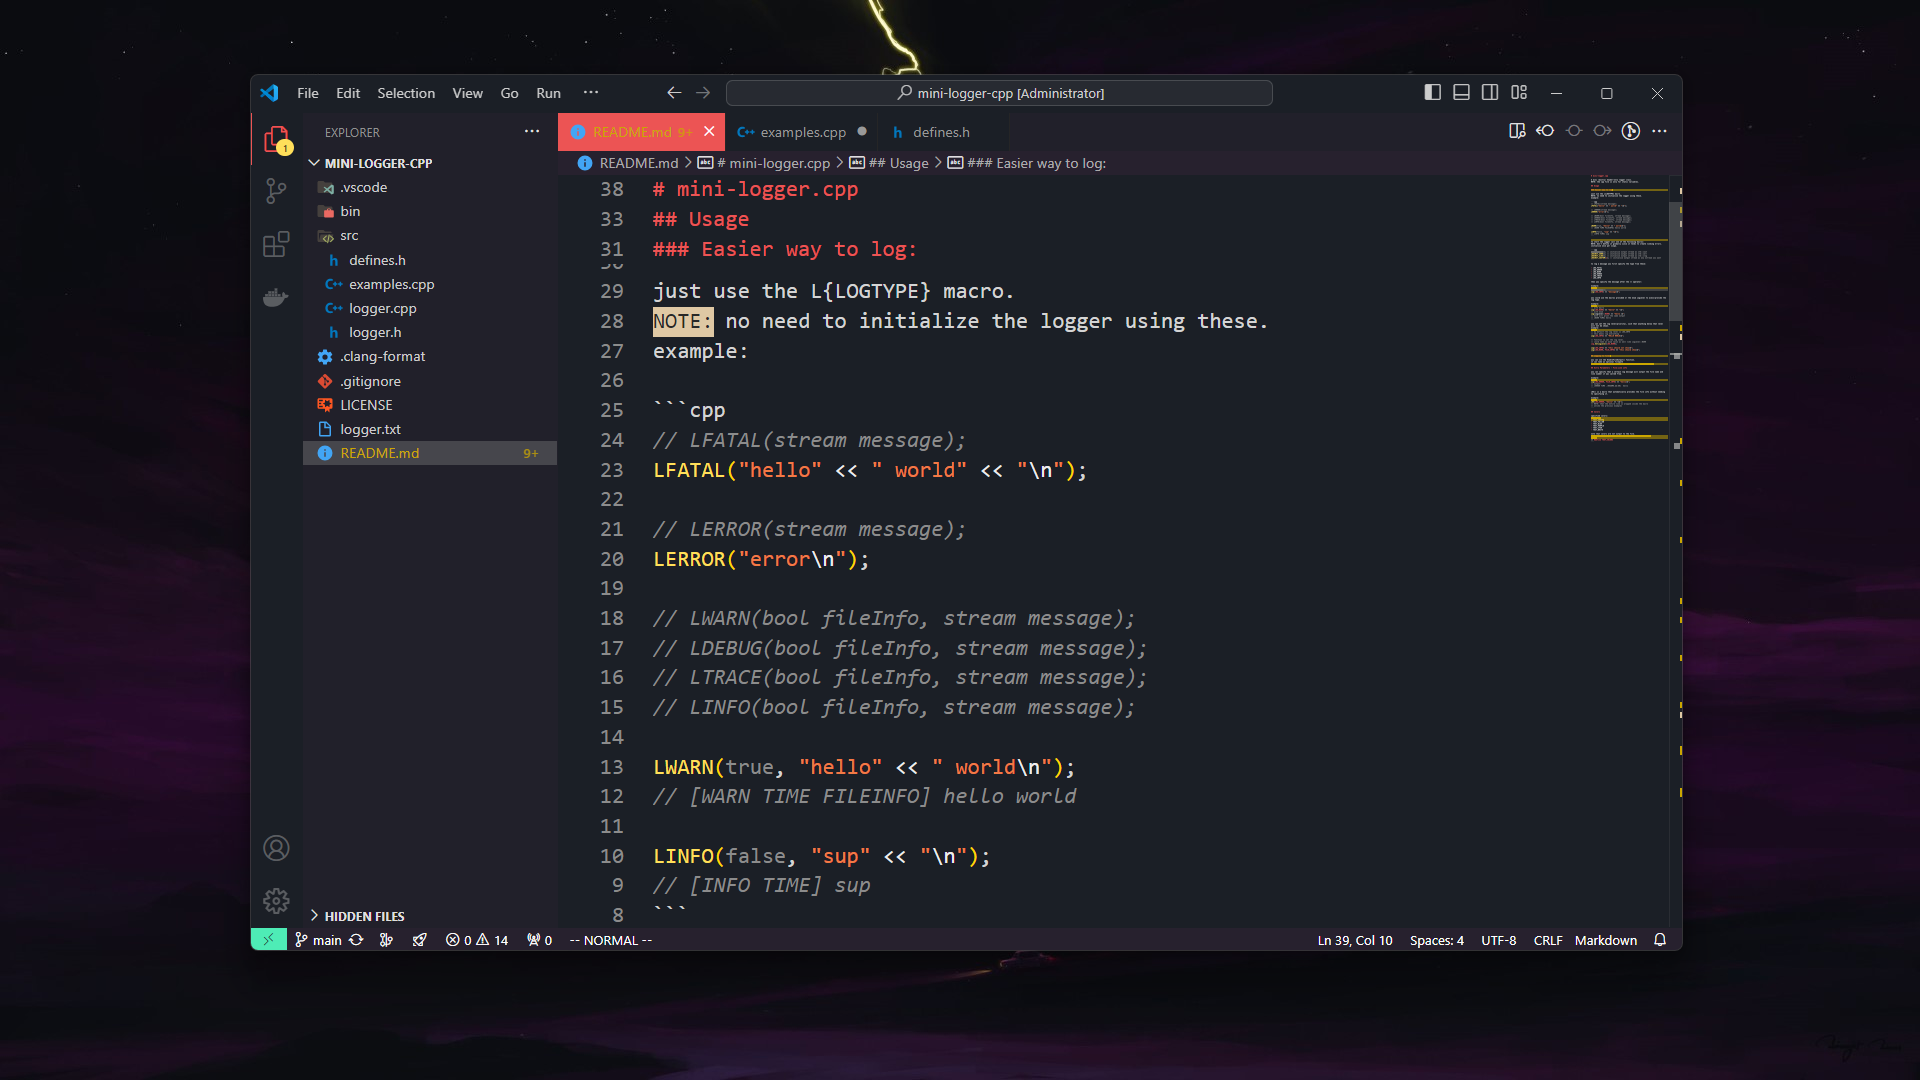 File Edit Selection View Go Run ··· mini-logger-cpp [Administrator]
EXPLORER ···
1
MINI-LOGGER-CPP
.vscode
bin
src
h defines.h
C++ examples.cpp
C++ logger.cpp
h logger.h
.clang-format
.gitignore
LICENSE
logger.txt
README.md 9+
HIDDEN FILES
README.md 9+ C++ examples.cpp h defines.h
README.md > # mini-logger.cpp > ## Usage > ### Easier way to log:
38 # mini-logger.cpp
33 ## Usage
31 ### Easier way to log:
30
29 just use the L{LOGTYPE} macro.
28 NOTE: no need to initialize the logger using these.
27 example:
26
25 ```cpp
24 // LFATAL(stream message);
23 LFATAL("hello" << " world" << "\n");
22
21 // LERROR(stream message);
20 LERROR("error\n");
19
18 // LWARN(bool fileInfo, stream message);
17 // LDEBUG(bool fileInfo, stream message);
16 // LTRACE(bool fileInfo, stream message);
15 // LINFO(bool fileInfo, stream message);
14
13 LWARN(true, "hello" << " world\n");
12 // [WARN TIME FILEINFO] hello world
11
10 LINFO(false, "sup" << "\n");
9 // [INFO TIME] sup
8 ```
main 0 14 0 -- NORMAL -- Ln 39, Col 10 Spaces: 4 UTF-8 CRLF Markdown